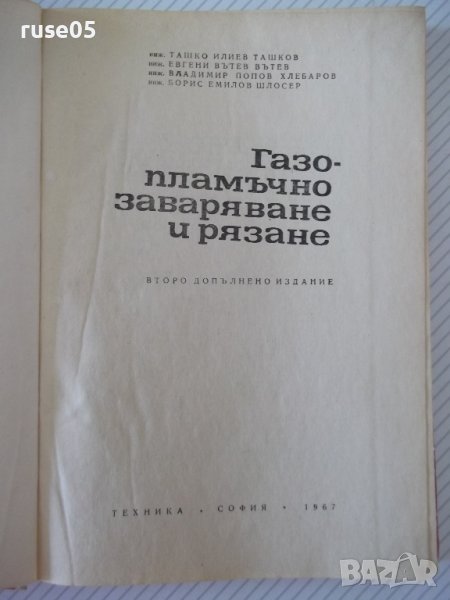 ruse05
инж. ТАШКО ИЛИЕВ ТАШКОВ
инж. ЕВГЕНИ ВЪТЕВ ВЪТЕВ
инж. ВЛАДИМИР ПОПОВ ХЛЕБАРОВ
инж. БОРИС ЕМИЛОВ ШЛОСЕР
Газо-
пламъчно
заваряване
и рязане
ВТОРО ДОПЪЛНЕНО ИЗДАНИЕ
ТЕХНИКА • СОФИЯ • 1967
BAZAR